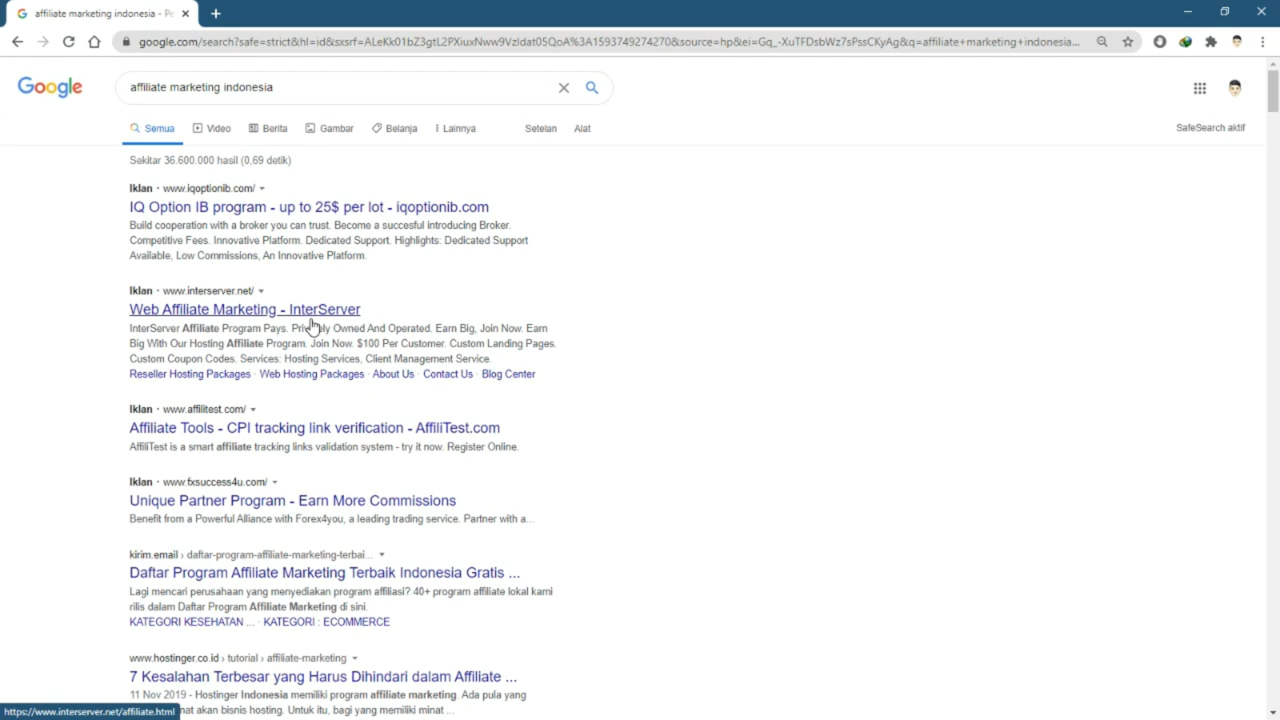 affiliate marketing indonesia - Pe
google.com/search?safe=strict&hl=id&sxsrf=ALeKk01bZ3gtL2PXiuxNww9Vzldat05QoA%3A1593749274270&source=hp&ei=Gq_-XuTFDsbWz7sPssCKyAg&q=affiliate+marketing+indonesia...
Google
affiliate marketing indonesia
Semua Video Berita Gambar Belanja Lainnya Setelan Alat
SafeSearch aktif
Sekitar 36.600.000 hasil (0,69 detik)
Iklan · www.iqoptionib.com/
IQ Option IB program - up to 25$ per lot - iqoptionib.com
Build cooperation with a broker you can trust. Become a succesful introducing Broker.
Competitive Fees. Innovative Platform. Dedicated Support. Highlights: Dedicated Support
Available, Low Commissions, An Innovative Platform.
Iklan · www.interserver.net/
Web Affiliate Marketing - InterServer
InterServer Affiliate Program Pays. Owned And Operated. Earn Big, Join Now. Earn
Big With Our Hosting Affiliate Program. Join Now. $100 Per Customer. Custom Landing Pages.
Custom Coupon Codes. Services: Hosting Services, Client Management Service.
Reseller Hosting Packages · Web Hosting Packages · About Us · Contact Us · Blog Center
Iklan · www.affilitest.com/
Affiliate Tools - CPI tracking link verification - AffiliTest.com
AffiliTest is a smart affiliate tracking links validation system - try it now. Register Online.
Iklan · www.fxsuccess4u.com/
Unique Partner Program - Earn More Commissions
Benefit from a Powerful Alliance with Forex4you, a leading trading service. Partner with a...
kirim.email › daftar-program-affiliate-marketing-terbai...
Daftar Program Affiliate Marketing Terbaik Indonesia Gratis ...
Lagi mencari perusahaan yang menyediakan program affiliasi? 40+ program affiliate lokal kami
rilis dalam Daftar Program Affiliate Marketing di sini.
KATEGORI KESEHATAN ... · KATEGORI : ECOMMERCE
www.hostinger.co.id › tutorial › affiliate-marketing
7 Kesalahan Terbesar yang Harus Dihindari dalam Affiliate ...
11 Nov 2019 - Hostinger Indonesia memiliki program affiliate marketing. Ada pula yang
nat akan bisnis hosting. Untuk itu, bagi yang memiliki minat ...
https://www.interserver.net/affiliate.html